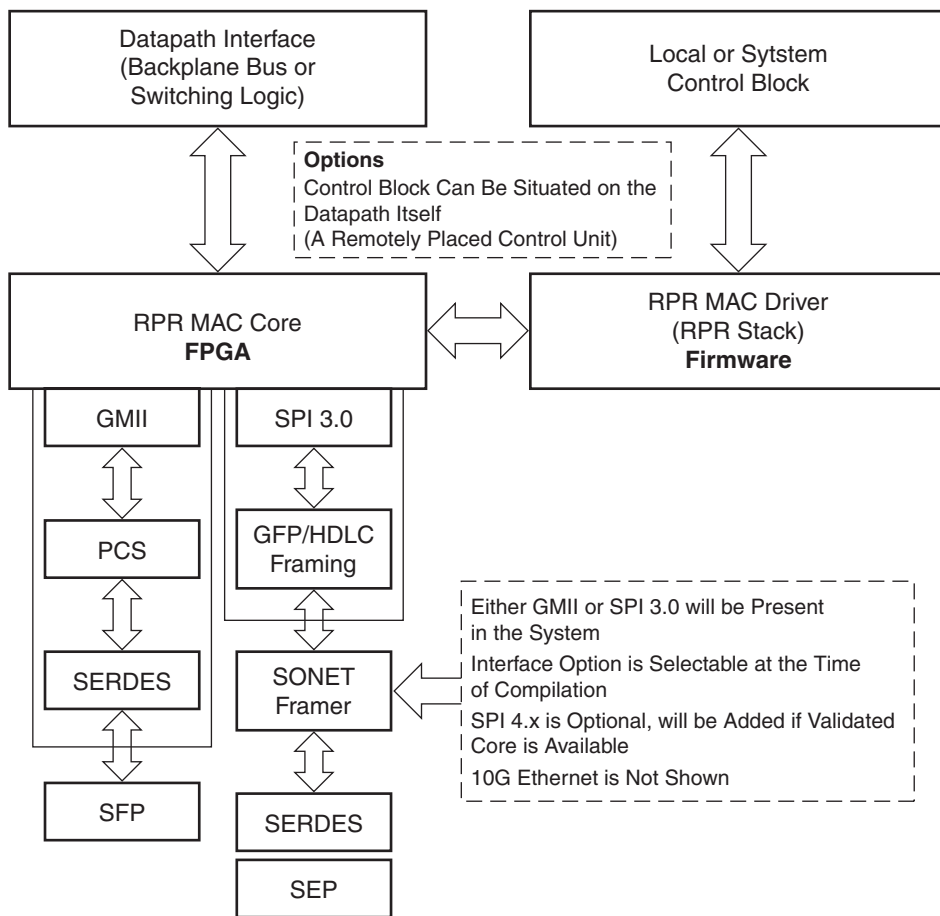 Datapath Interface
(Backplane Bus or
Switching Logic)
Local or Sytstem
Control Block
Options
Control Block Can Be Situated on the
Datapath Itself
(A Remotely Placed Control Unit)
RPR MAC Core
FPGA
RPR MAC Driver
(RPR Stack)
Firmware
GMII
SPI 3.0
PCS
GFP/HDLC
Framing
SERDES
SONET
Framer
Either GMII or SPI 3.0 will be Present
in the System
Interface Option is Selectable at the Time
of Compilation
SPI 4.x is Optional, will be Added if Validated
Core is Available
10G Ethernet is Not Shown
SFP
SERDES
SEP